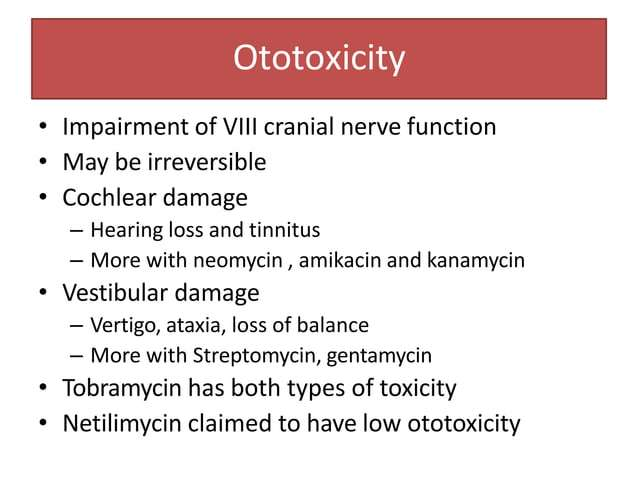 Ototoxicity
• Impairment of VIII cranial nerve function
• May be irreversible
• Cochlear damage
– Hearing loss and tinnitus
– More with neomycin , amikacin and kanamycin
• Vestibular damage
– Vertigo, ataxia, loss of balance
– More with Streptomycin, gentamycin
• Tobramycin has both types of toxicity
• Netilimycin claimed to have low ototoxicity